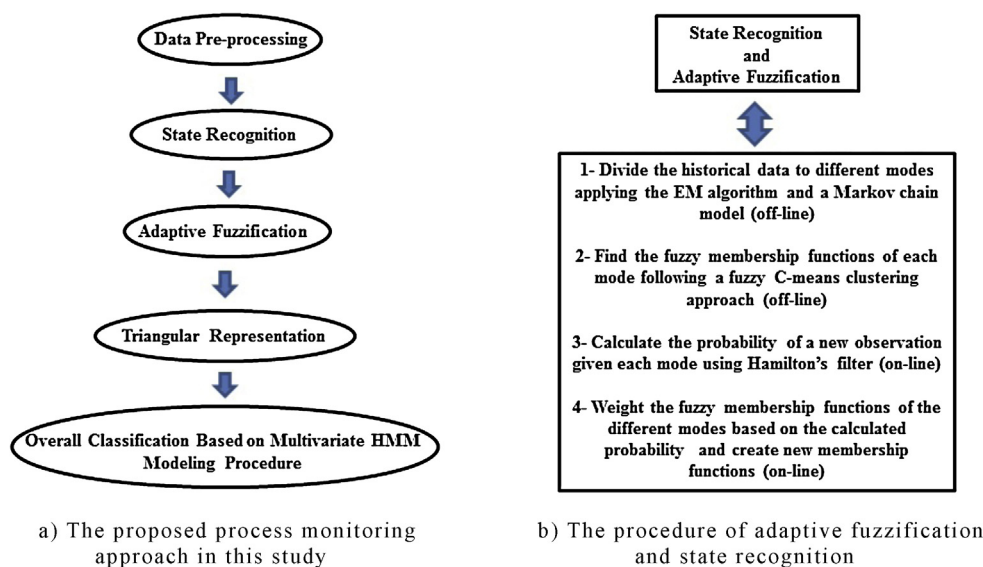 Data Pre-processing
State Recognition
Adaptive Fuzzification
Triangular Representation
Overall Classification Based on Multivariate HMM
Modeling Procedure
a) The proposed process monitoring
approach in this study
State Recognition
and
Adaptive Fuzzification
1- Divide the historical data to different modes
applying the EM algorithm and a Markov chain
model (off-line)
2- Find the fuzzy membership functions of each
mode following a fuzzy C-means clustering
approach (off-line)
3- Calculate the probability of a new observation
given each mode using Hamilton's filter (on-line)
4- Weight the fuzzy membership functions of the
different modes based on the calculated
probability and create new membership
functions (on-line)
b) The procedure of adaptive fuzzification
and state recognition